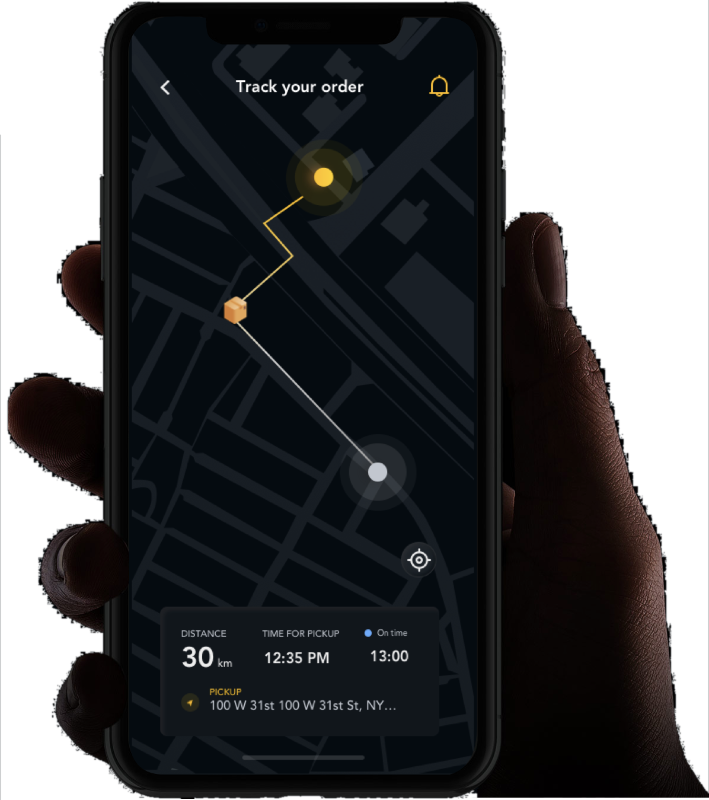 Track your order
DISTANCE TIME FOR PICKUP On time
30 km 12:35 PM 13:00
PICKUP
100 W 31st 100 W 31st St, NY...